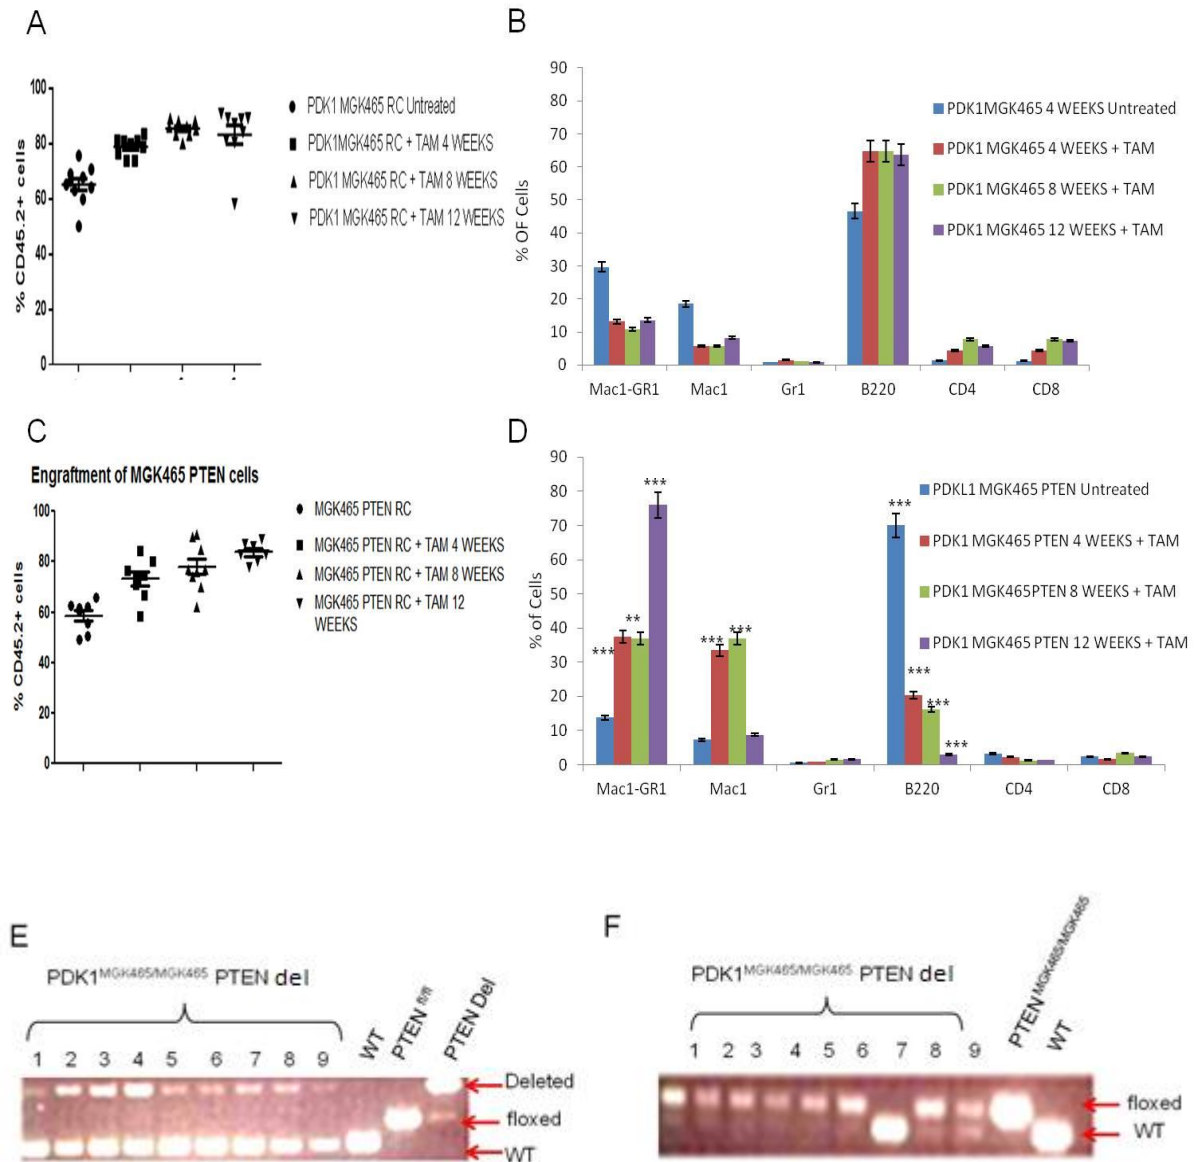 A
% CD45.2+ cells
100
80
60
40
20
0
PDK1 MGK465 RC Untreated
PDK1MGK465 RC + TAM 4 WEEKS
PDK1 MGK465 RC + TAM 8 WEEKS
PDK1 MGK465 RC + TAM 12 WEEKS
B
% OF Cells
90
80
70
60
50
40
30
20
10
0
Mac1-GR1 Mac1 Gr1 B220 CD4 CD8
PDK1MGK465 4 WEEKS Untreated
PDK1 MGK465 4 WEEKS + TAM
PDK1 MGK465 8 WEEKS + TAM
PDK1 MGK465 12 WEEKS + TAM
C
Engraftment of MGK465 PTEN cells
% CD45.2+ cells
100
80
60
40
20
0
MGK465 PTEN RC
MGK465 PTEN RC + TAM 4 WEEKS
MGK465 PTEN RC + TAM 8 WEEKS
MGK465 PTEN RC + TAM 12
WEEKS
D
% of Cells
90
80
70
60
50
40
30
20
10
0
*** ** ***
*** ***
*** *** *** ***
Mac1-GR1 Mac1 Gr1 B220 CD4 CD8
PDKL1 MGK465 PTEN Untreated
PDK1 MGK465 PTEN 4 WEEKS + TAM
PDK1 MGK465PTEN 8 WEEKS + TAM
PDK1 MGK465 PTEN 12 WEEKS + TAM
E
PDK1MGK465/MGK465 PTEN del
1 2 3 4 5 6 7 8 9 WT PTEN fl/fl PTEN Del
Deleted
floxed
WT
F
PDK1MGK465/MGK465 PTEN del
1 2 3 4 5 6 7 8 9 PTEN MGK465/MGK465 WT
floxed
WT